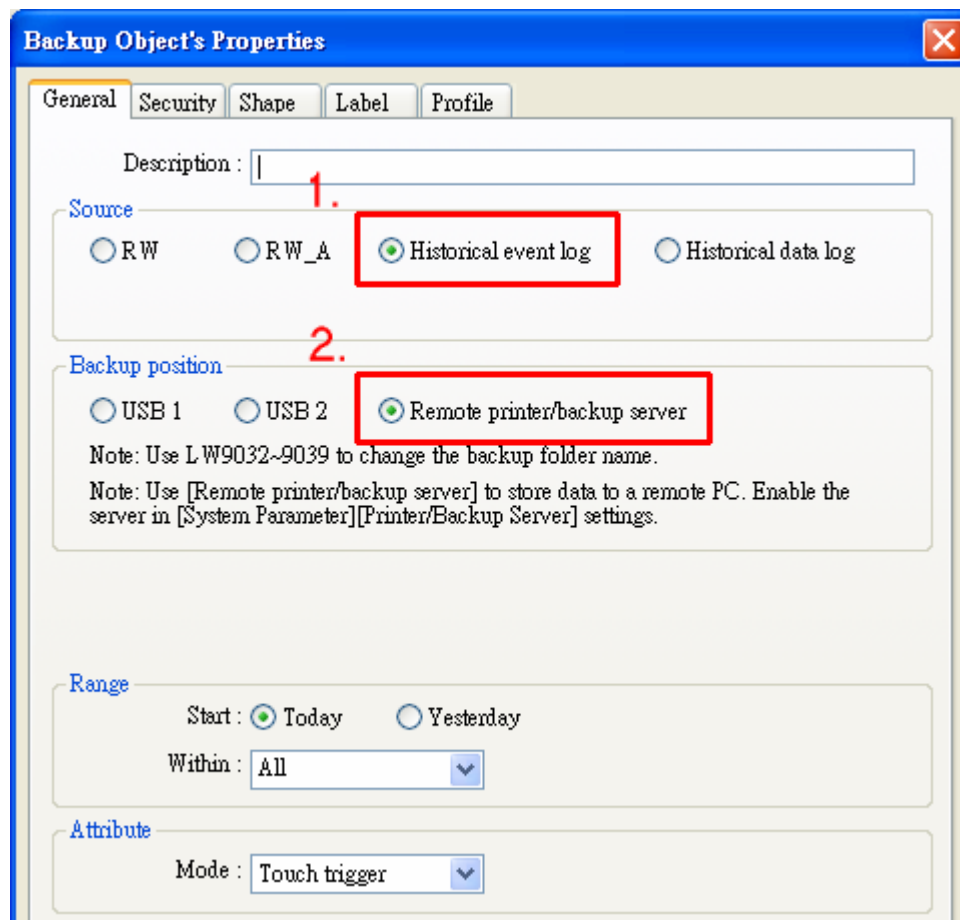 Backup Object's Properties
General Security Shape Label Profile
Description :
1.
Source
RW RW_A Historical event log Historical data log
2.
Backup position
USB 1 USB 2 Remote printer/backup server
Note: Use LW9032~9039 to change the backup folder name.
Note: Use [Remote printer/backup server] to store data to a remote PC. Enable the
server in [System Parameter][Printer/Backup Server] settings.
Range
Start : Today Yesterday
Within : All
Attribute
Mode : Touch trigger